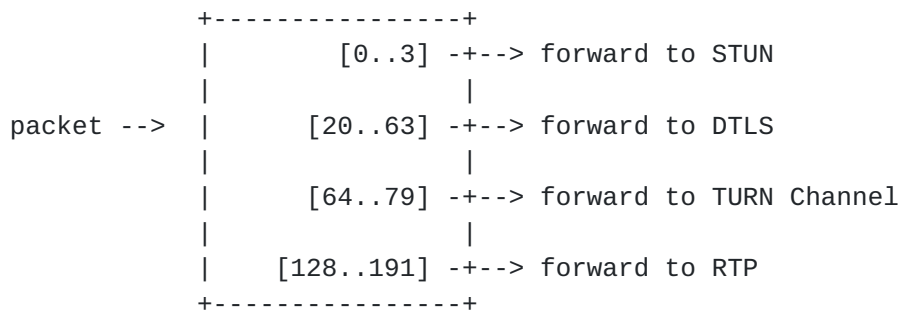 +----------------+
| [0..3] -+--> forward to STUN
| |
packet --> | [20..63] -+--> forward to DTLS
| |
| [64..79] -+--> forward to TURN Channel
| |
| [128..191] -+--> forward to RTP
+----------------+